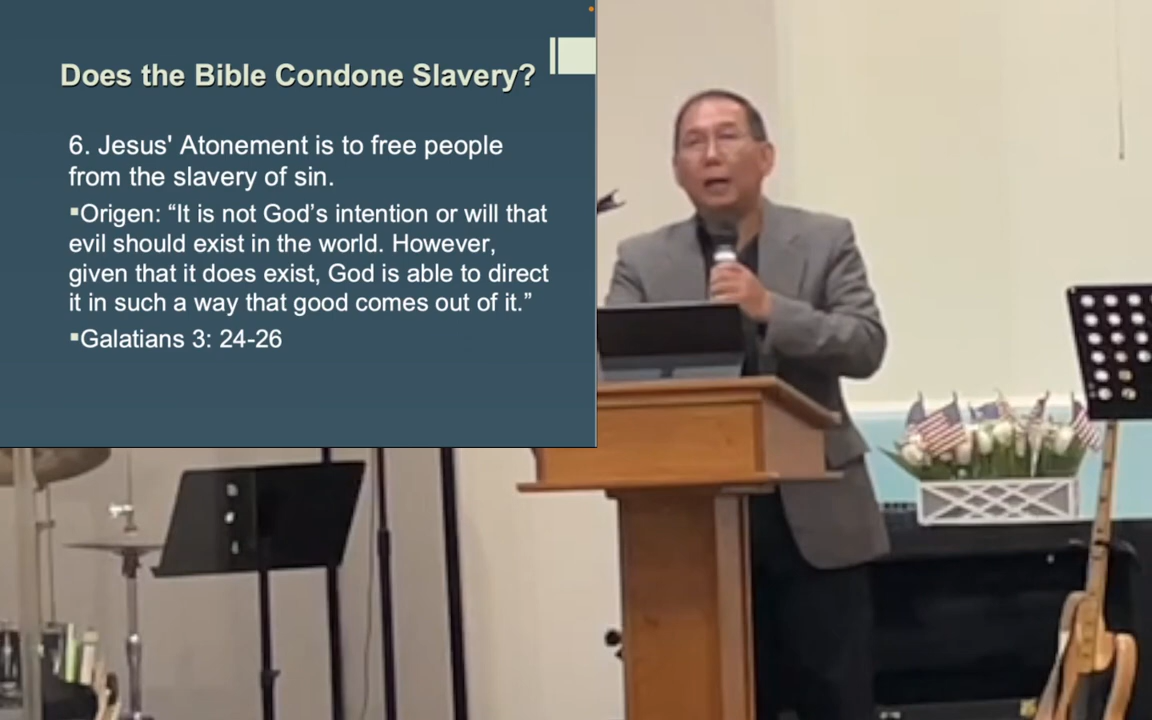 Does the Bible Condone Slavery?
6. Jesus' Atonement is to free people
from the slavery of sin.
▪Origen: “It is not God’s intention or will that
evil should exist in the world. However,
given that it does exist, God is able to direct
it in such a way that good comes out of it.”
▪Galatians 3: 24-26